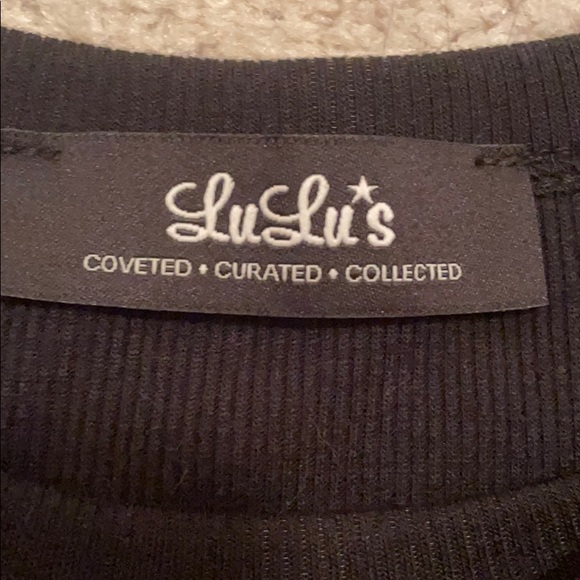 LuLu's
COVETED • CURATED • COLLECTED